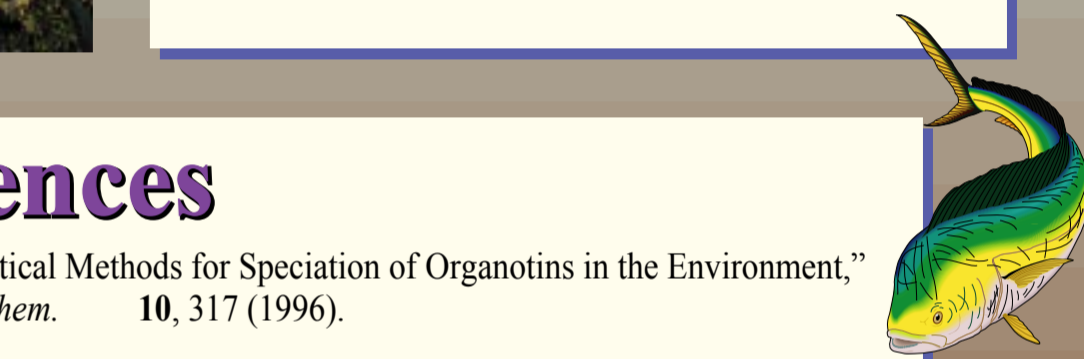 ences
tical Methods for Speciation of Organotins in the Environment,”
hem. 10, 317 (1996).